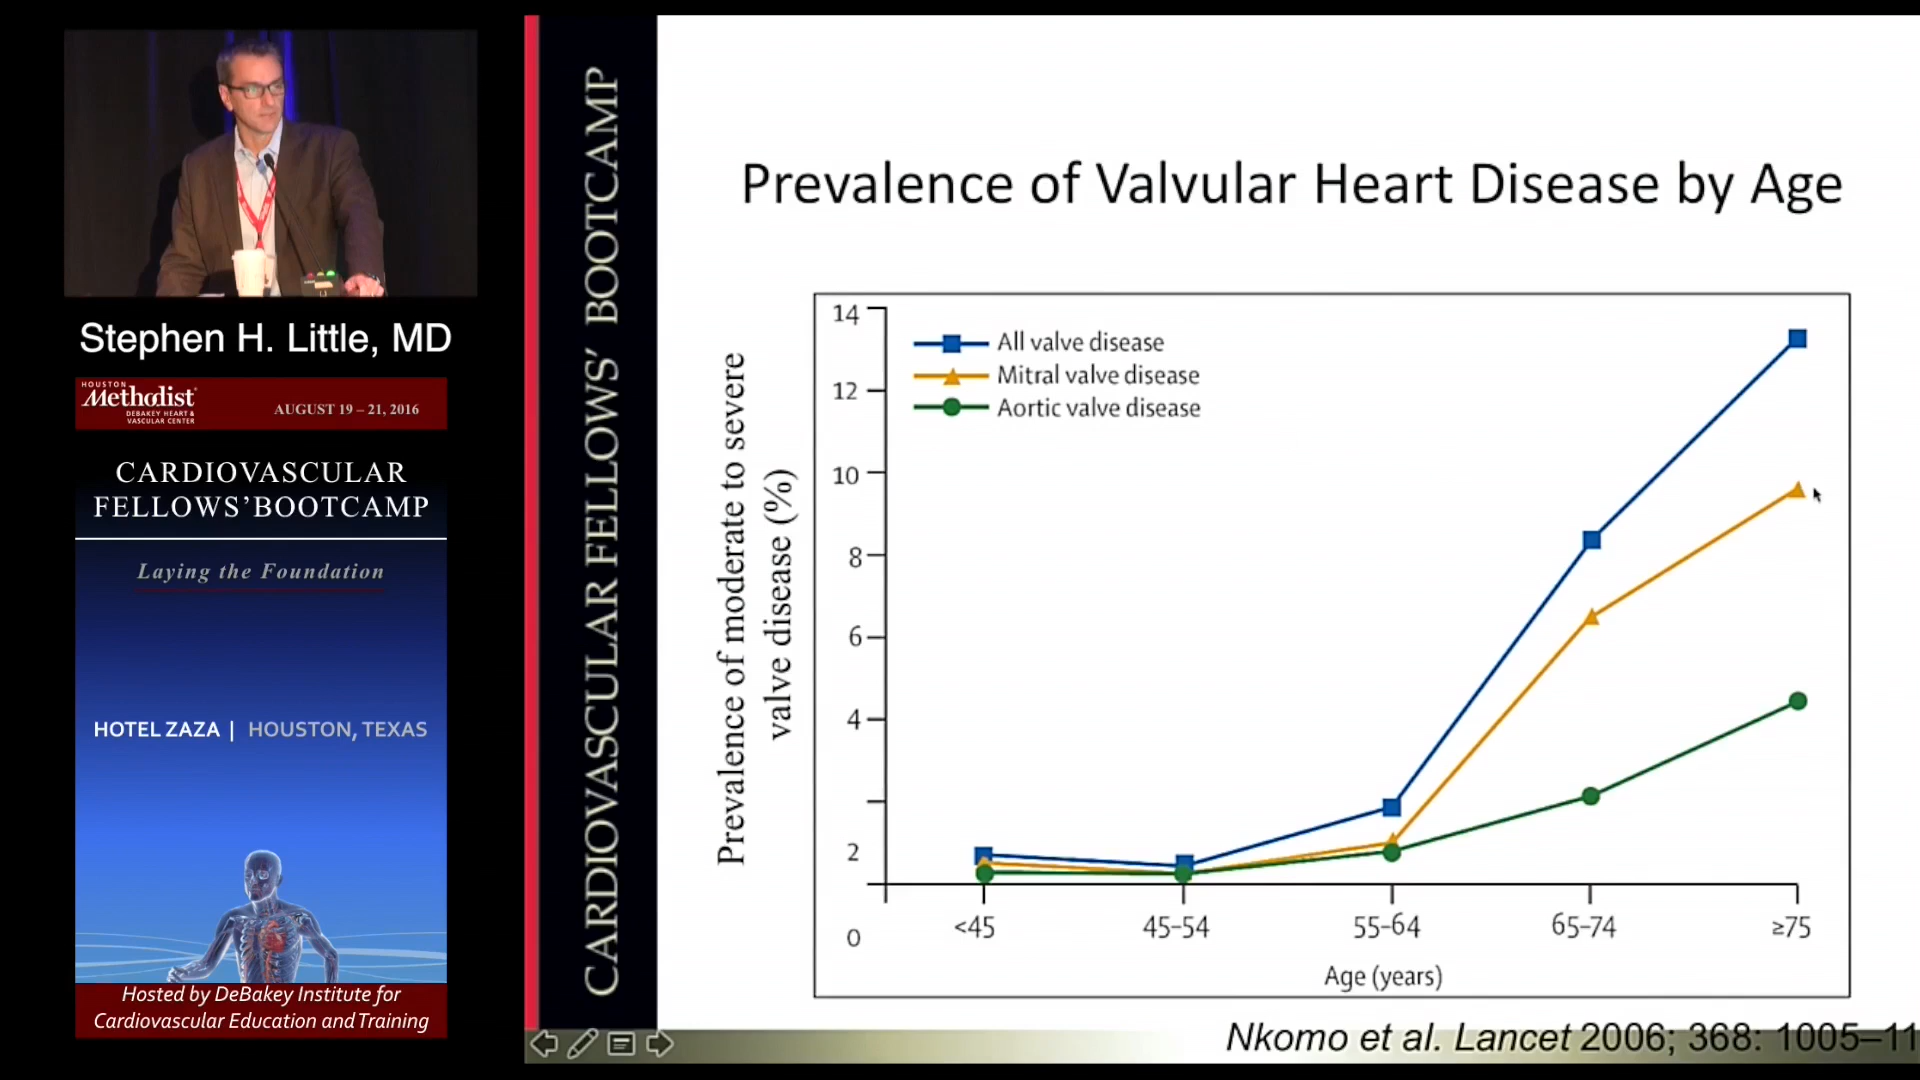 Stephen H. Little, MD
HOUSTON
Methodist
DEBAKEY HEART &
VASCULAR CENTER
AUGUST 19 – 21, 2016
CARDIOVASCULAR
FELLOWS’BOOTCAMP
Laying the Foundation
HOTEL ZAZA | HOUSTON, TEXAS
Hosted by DeBakey Institute for
Cardiovascular Education and Training
CARDIOVASCULAR FELLOWS’ BOOTCAMP
Prevalence of Valvular Heart Disease by Age
Prevalence of moderate to severe
valve disease (%)
14
12
10
8
6
4
2
0
All valve disease
Mitral valve disease
Aortic valve disease
<45
45–54
55–64
65–74
≥75
Age (years)
Nkomo et al. Lancet 2006; 368: 1005–11